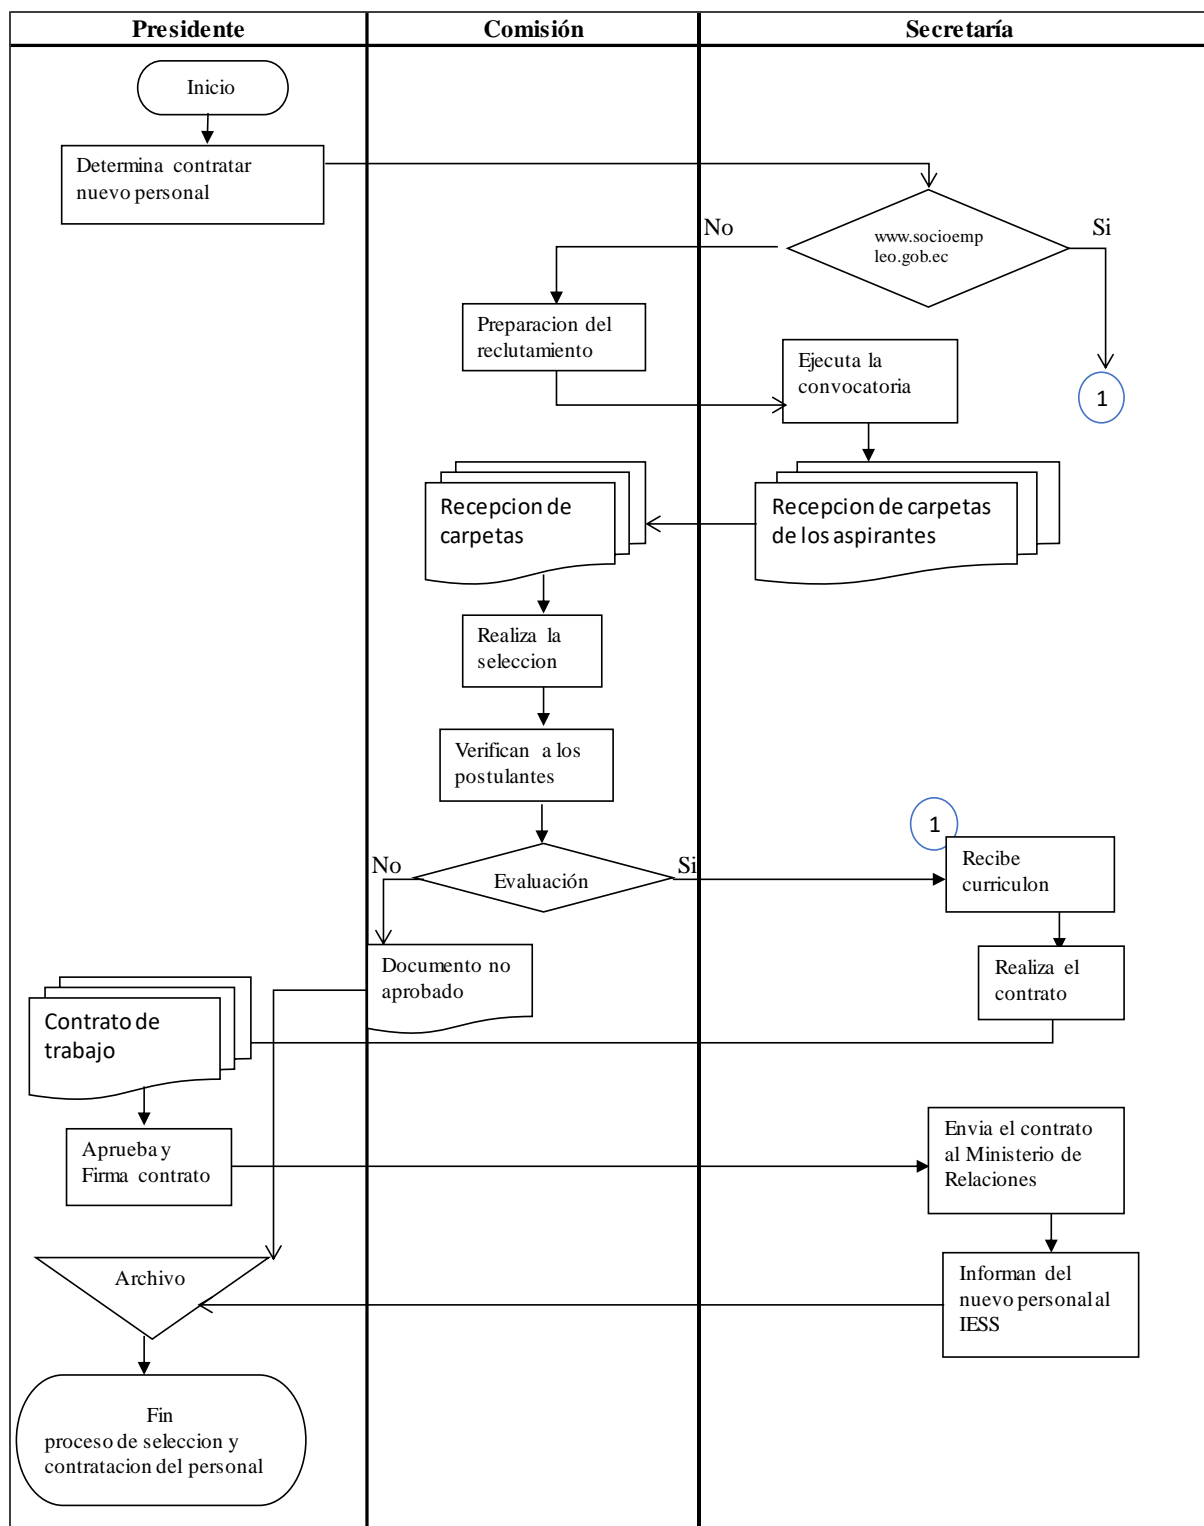 Presidente
Comisión
Secretaría
Inicio
Determina contratar
nuevo personal
No
www.socioemp
leo.gob.ec
Si
Preparacion del
reclutamiento
Ejecuta la
convocatoria
1
Recepcion de
carpetas
Recepcion de carpetas
de los aspirantes
Realiza la
seleccion
Verifican a los
postulantes
1
No
Evaluación
Si
Recibe
curriculon
Documento no
aprobado
Realiza el
contrato
Contrato de
trabajo
Aprueba y
Firma contrato
Envia el contrato
al Ministerio de
Relaciones
Archivo
Informan del
nuevo personal al
IESS
Fin
proceso de seleccion y
contratacion del personal